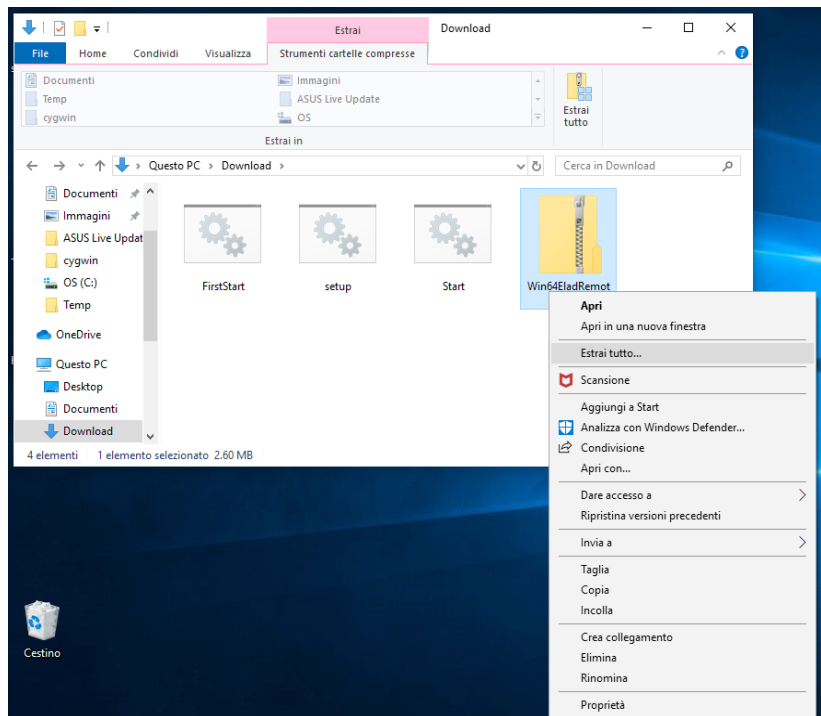 Estrai
Download
File
Home
Condividi
Visualizza
Strumenti cartelle compresse
Documenti
Immagini
Temp
ASUS Live Update
cygwin
OS
Estrai
tutto
Estrai in
Questo PC > Download >
Cerca in Download
Documenti
Immagini
ASUS Live Updat
cygwin
OS (C:)
Temp
OneDrive
Questo PC
Desktop
Documenti
Download
FirstStart
setup
Start
Win64EladRemot
4 elementi
1 elemento selezionato 2.60 MB
Apri
Apri in una nuova finestra
Estrai tutto...
Scansione
Aggiungi a Start
Analizza con Windows Defender...
Condivisione
Apri con...
Dare accesso a
Ripristina versioni precedenti
Invia a
Taglia
Copia
Incolla
Crea collegamento
Elimina
Rinomina
Proprietà
Cestino